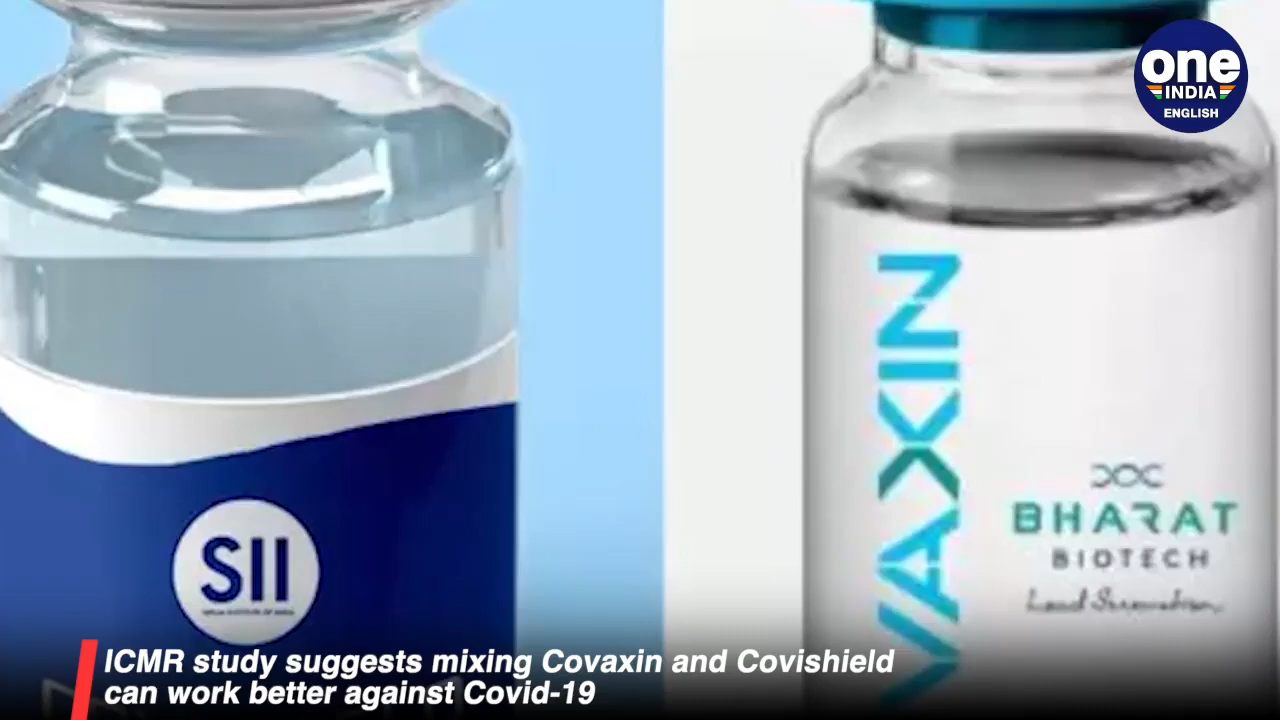 one
INDIA
ENGLISH
VAXIN
BHARAT
BIOTECH
SII
ICMR study suggests mixing Covaxin and Covishield
can work better against Covid-19